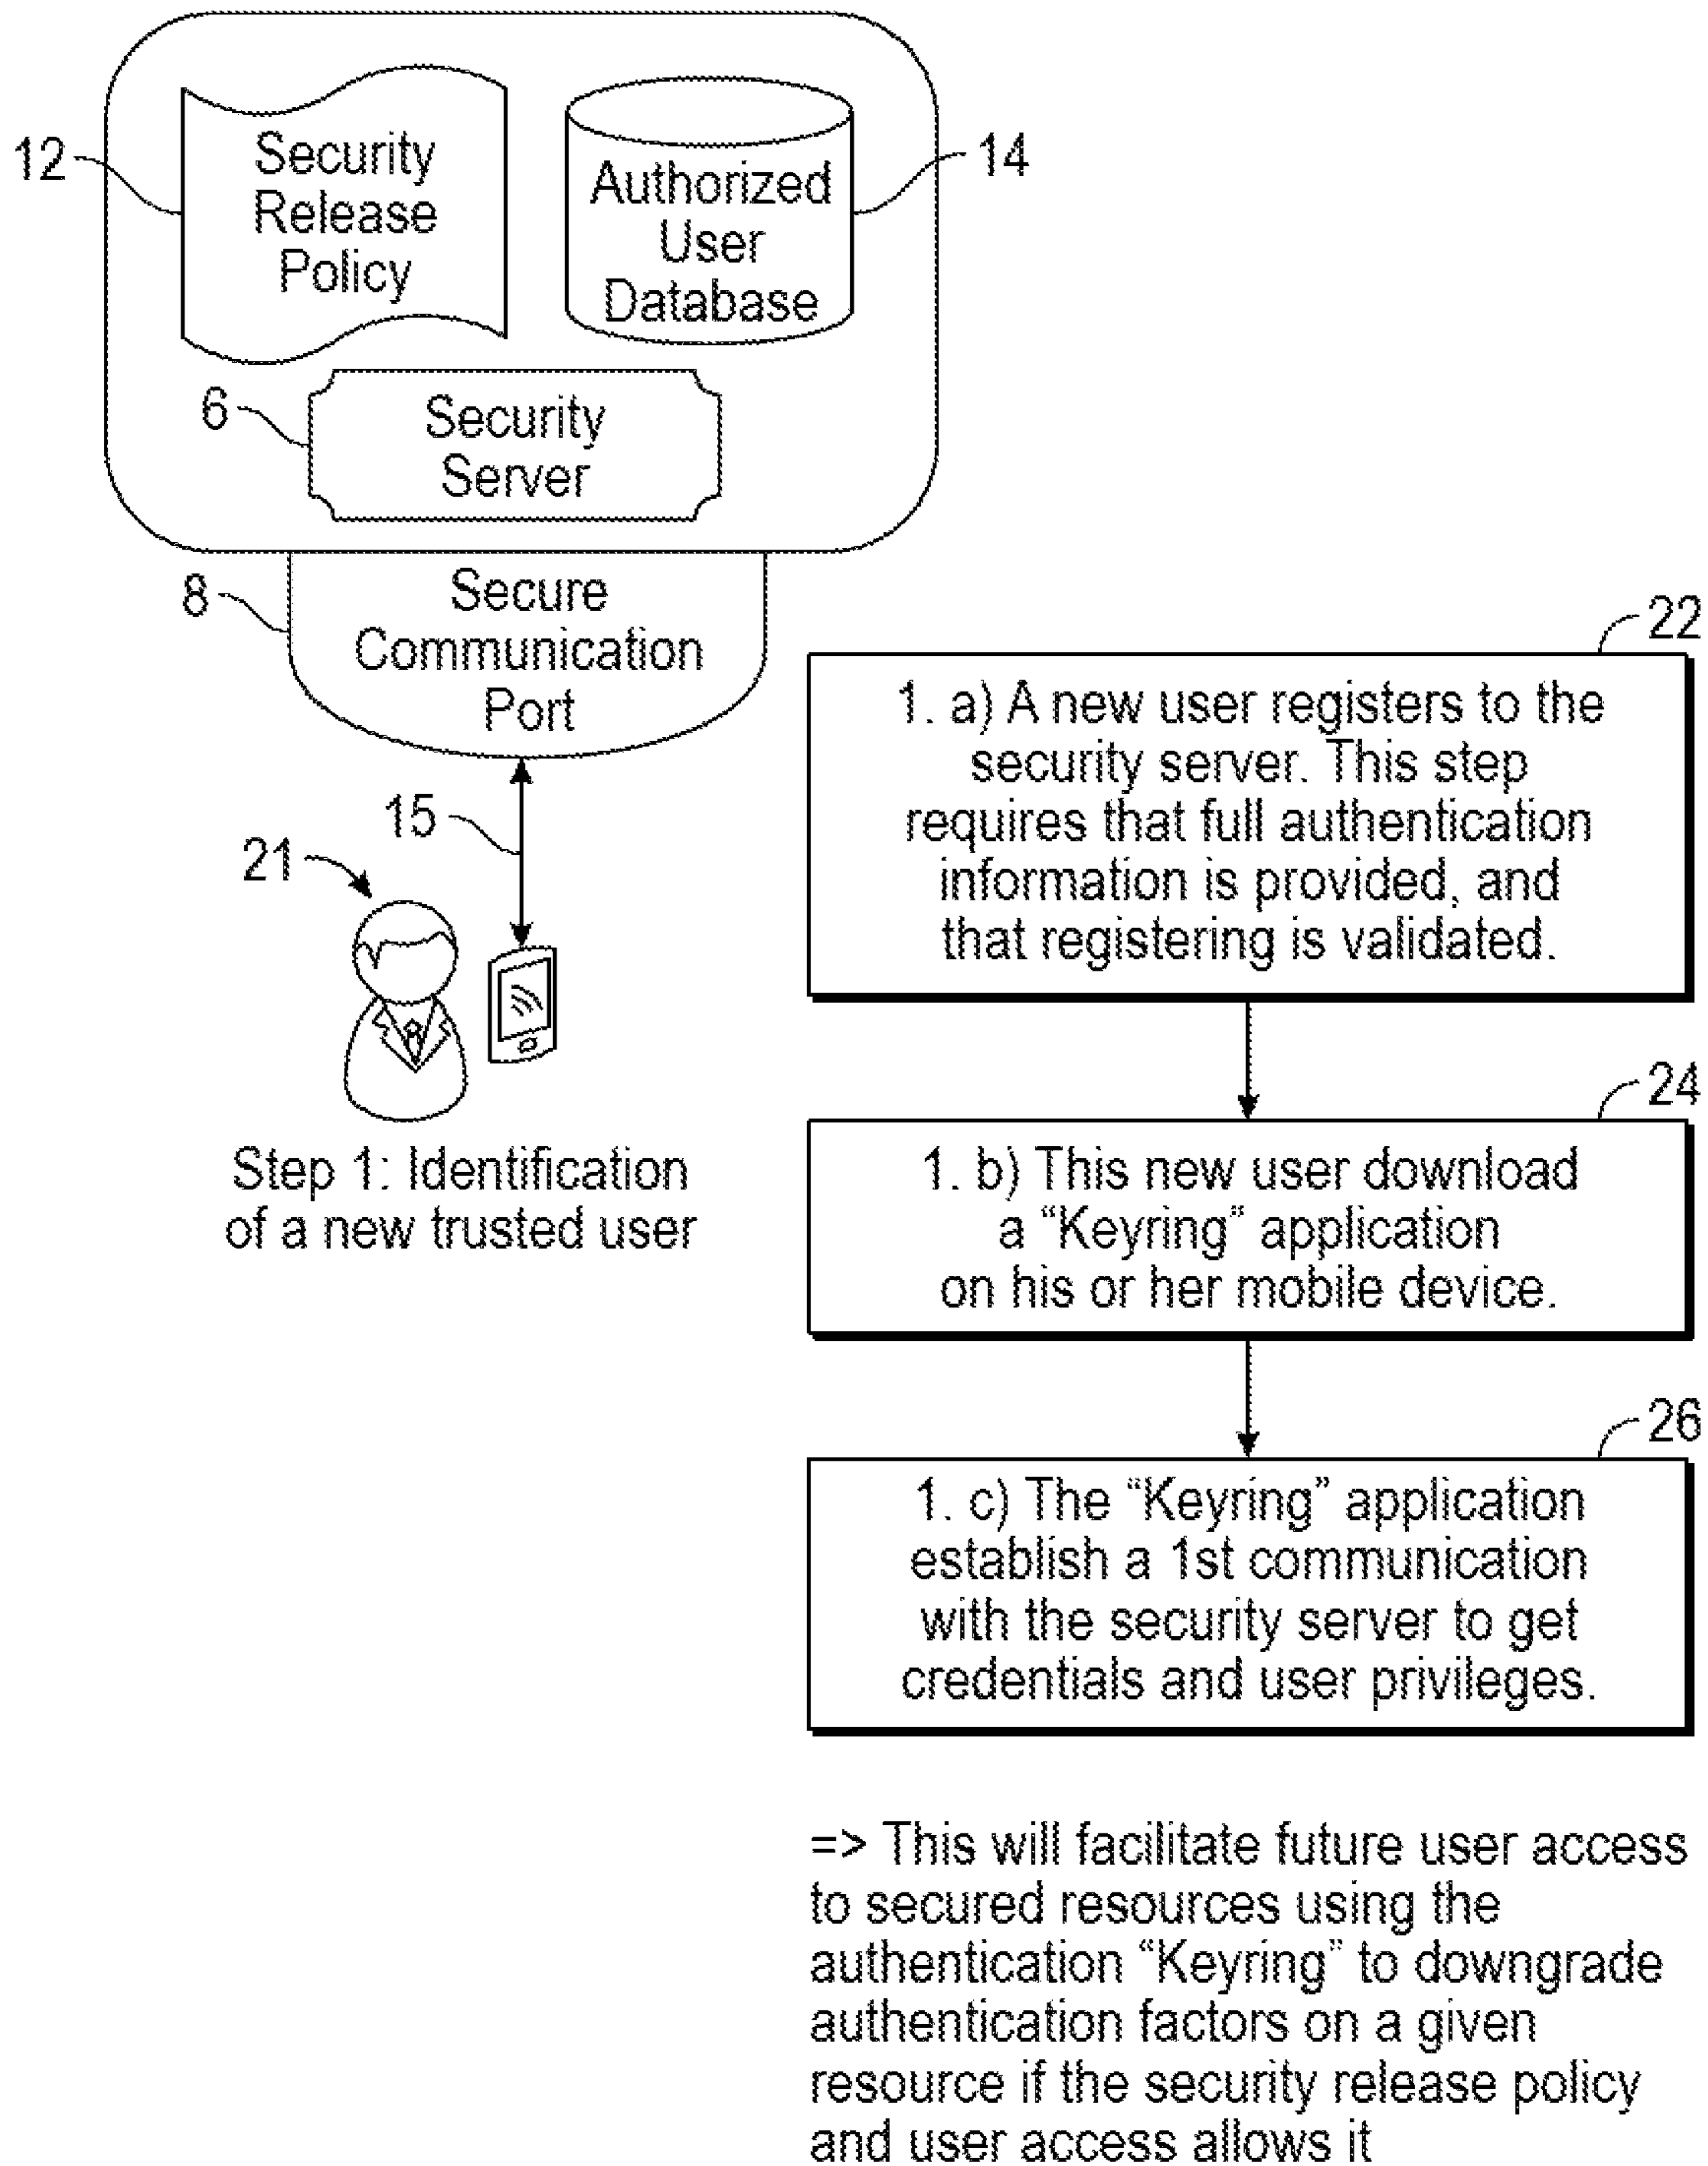 12
Security
Release
Policy
Authorized
User
Database
14
6
Security
Server
8
Secure
Communication
Port
15
21
Step 1: Identification
of a new trusted user
22
1. a) A new user registers to the
security server. This step
requires that full authentication
information is provided, and
that registering is validated.
24
1. b) This new user download
a “Keyring” application
on his or her mobile device.
26
1. c) The “Keyring” application
establish a 1st communication
with the security server to get
credentials and user privileges.
=> This will facilitate future user access
to secured resources using the
authentication “Keyring” to downgrade
authentication factors on a given
resource if the security release policy
and user access allows it